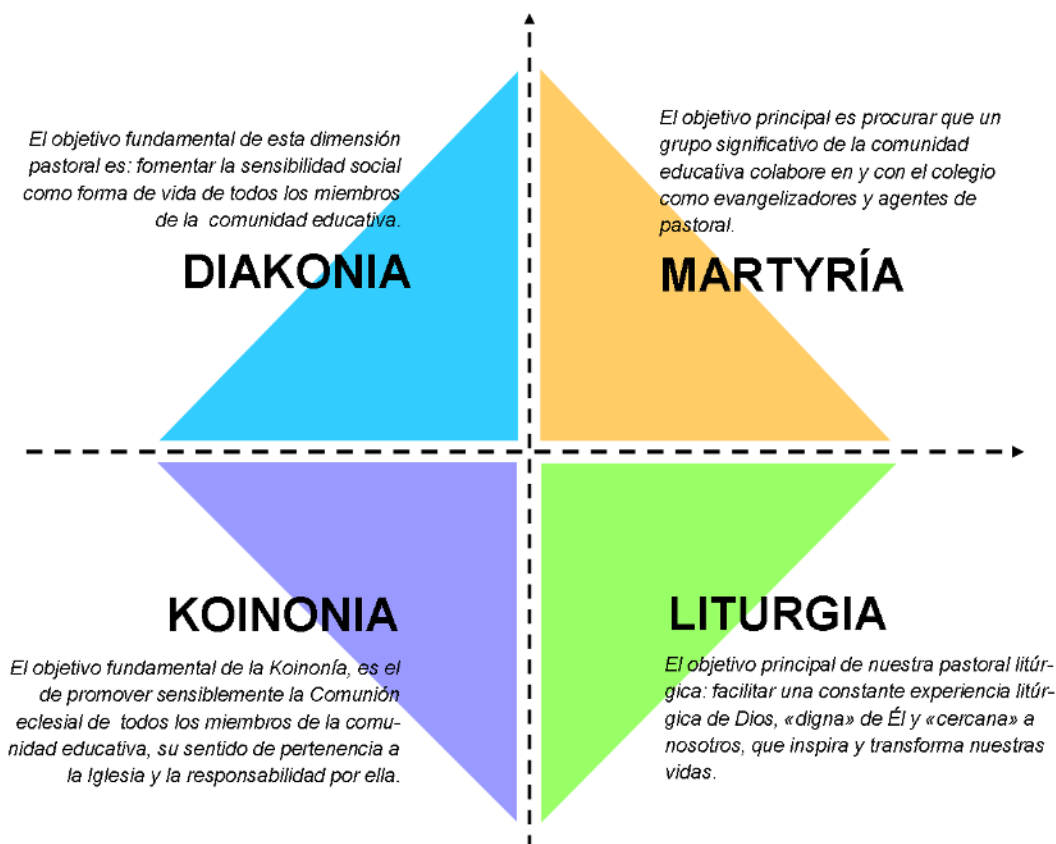 El objetivo fundamental de esta dimensión
pastoral es: fomentar la sensibilidad social
como forma de vida de todos los miembros
de la comunidad educativa.
DIAKONIA
El objetivo principal es procurar que un
grupo significativo de la comunidad
educativa colabore en y con el colegio
como evangelizadores y agentes de
pastoral.
MARTYRÍA
KOINONIA
El objetivo fundamental de la Koinonía, es el
de promover sensiblemente la Comunión
eclesial de todos los miembros de la comu-
nidad educativa, su sentido de pertenencia a
la Iglesia y la responsabilidad por ella.
LITURGIA
El objetivo principal de nuestra pastoral litúr-
gica: facilitar una constante experiencia litúr-
gica de Dios, «digna» de Él y «cercana» a
nosotros, que inspira y transforma nuestras
vidas.